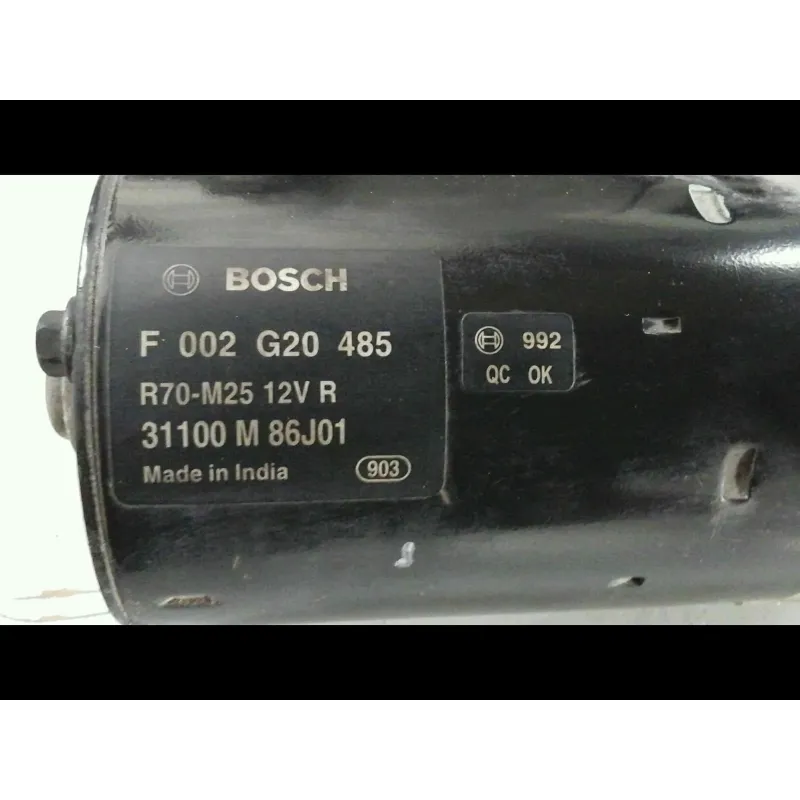 BOSCH
F 002 G20 485
R70-M25 12V R
31100 M 86J01
Made in India 903
992
QC OK